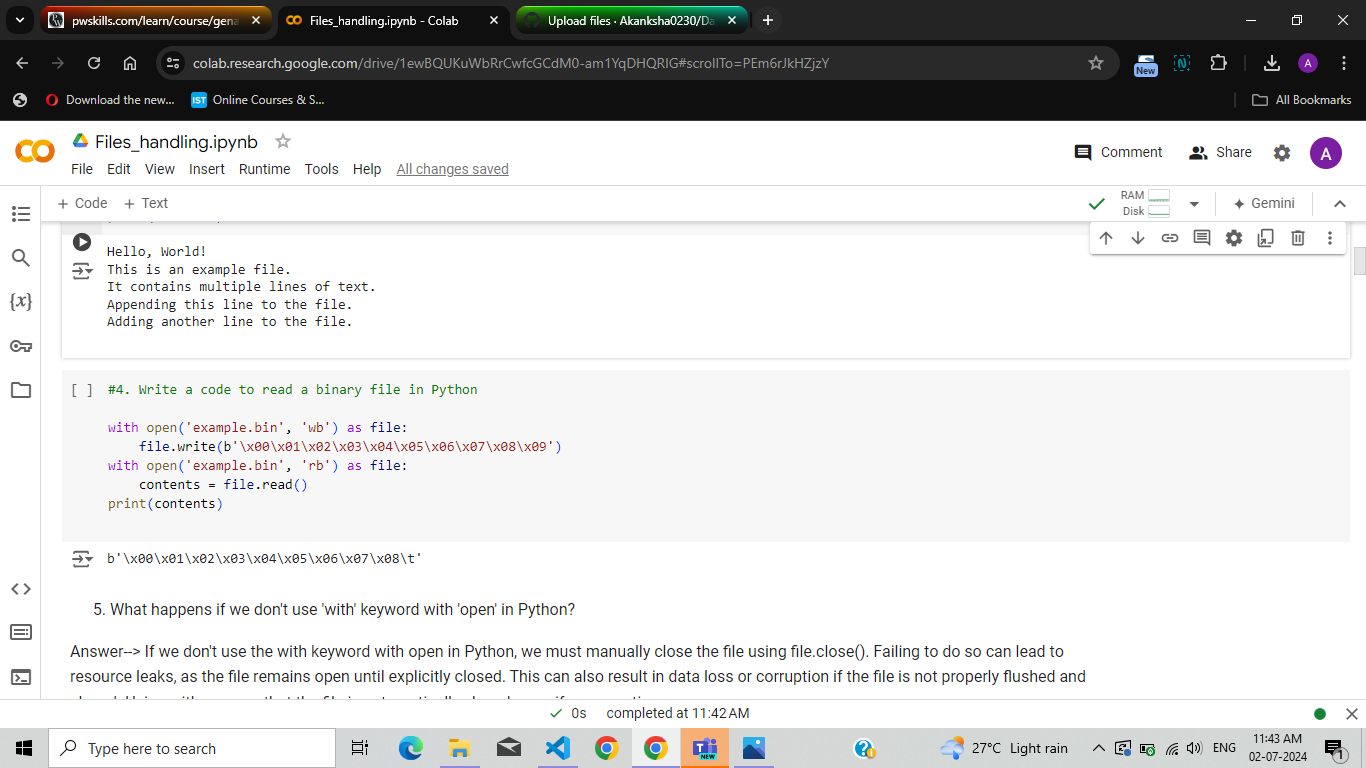 pwskills.com/learn/course/gena
Files_handling.ipynb - Colab
Upload files · Akanksha0230/Da
colab.research.google.com/drive/1ewBQUKuWbRrCwfcGCdM0-am1YqDHQRIG#scrollTo=PEm6rJkHZjzY
New
A
Download the new...
IST
Online Courses & S...
All Bookmarks
Files_handling.ipynb
Comment
Share
A
File Edit View Insert Runtime Tools Help All changes saved
+ Code + Text
RAM
Disk
Gemini
Hello, World!
This is an example file.
It contains multiple lines of text.
Appending this line to the file.
Adding another line to the file.
{x}
[ ] #4. Write a code to read a binary file in Python
with open('example.bin', 'wb') as file:
file.write(b'\x00\x01\x02\x03\x04\x05\x06\x07\x08\x09')
with open('example.bin', 'rb') as file:
contents = file.read()
print(contents)
b'\x00\x01\x02\x03\x04\x05\x06\x07\x08\t'
5. What happens if we don't use 'with' keyword with 'open' in Python?
Answer--> If we don't use the with keyword with open in Python, we must manually close the file using file.close(). Failing to do so can lead to
resource leaks, as the file remains open until explicitly closed. This can also result in data loss or corruption if the file is not properly flushed and
0s completed at 11:42 AM
Type here to search
NEW
27°C Light rain
ENG
11:43 AM
02-07-2024
1